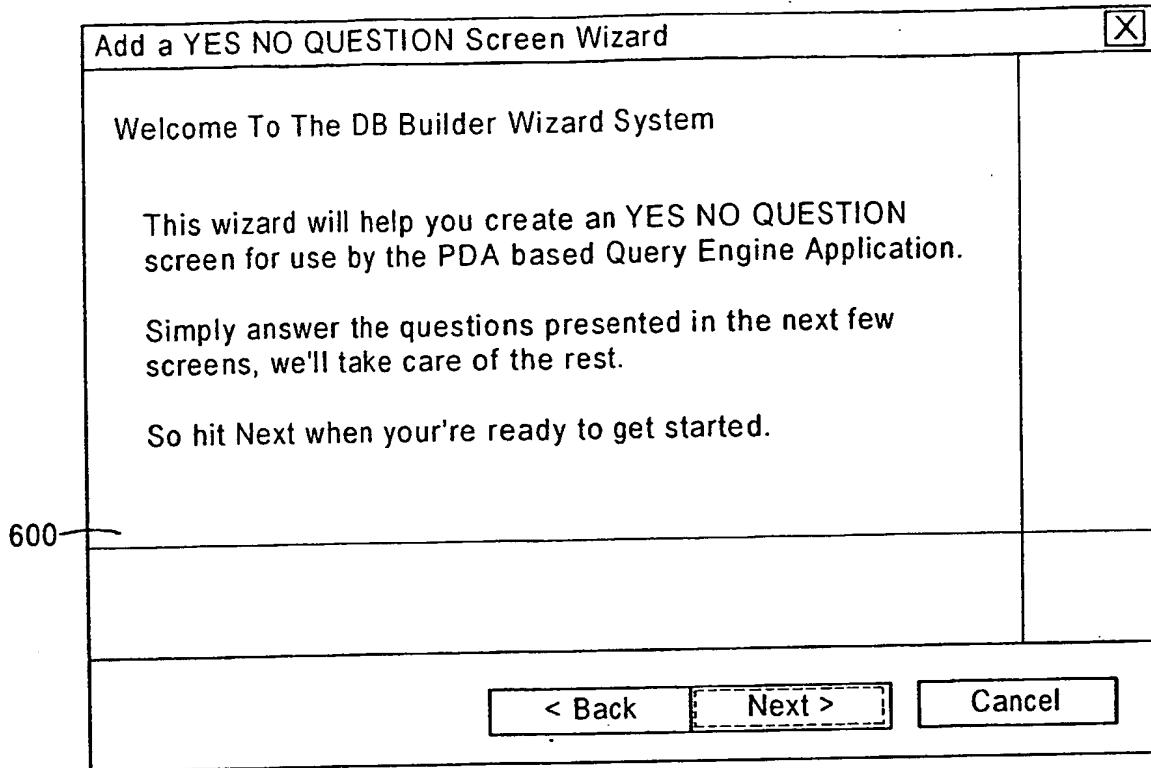 Add a YES NO QUESTION Screen Wizard
X
Welcome To The DB Builder Wizard System
This wizard will help you create an YES NO QUESTION
screen for use by the PDA based Query Engine Application.
Simply answer the questions presented in the next few
screens, we'll take care of the rest.
So hit Next when your're ready to get started.
600
< Back
Next >
Cancel